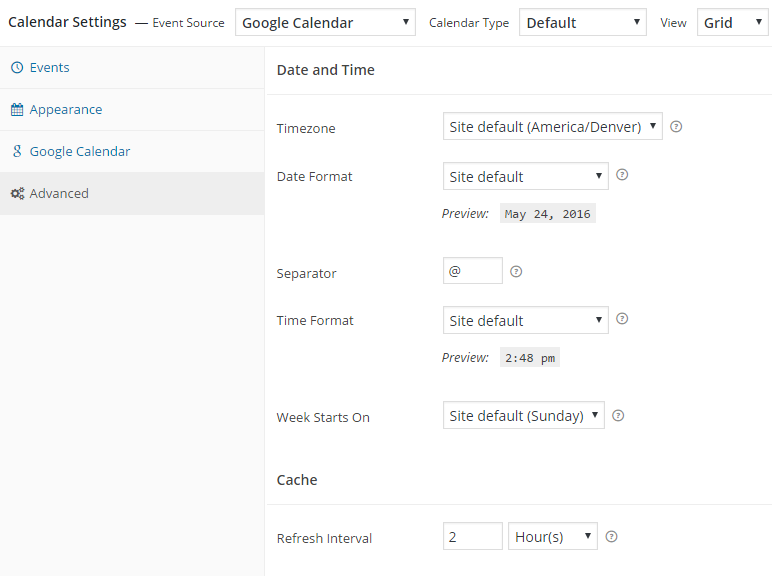 Calendar Settings — Event Source Google Calendar Calendar Type Default View Grid
Events
Appearance
Google Calendar
Advanced
Date and Time
Timezone Site default (America/Denver) ?
Date Format Site default ?
Preview: May 24, 2016
Separator @ ?
Time Format Site default ?
Preview: 2:48 pm
Week Starts On Site default (Sunday) ?
Cache
Refresh Interval 2 Hour(s) ?